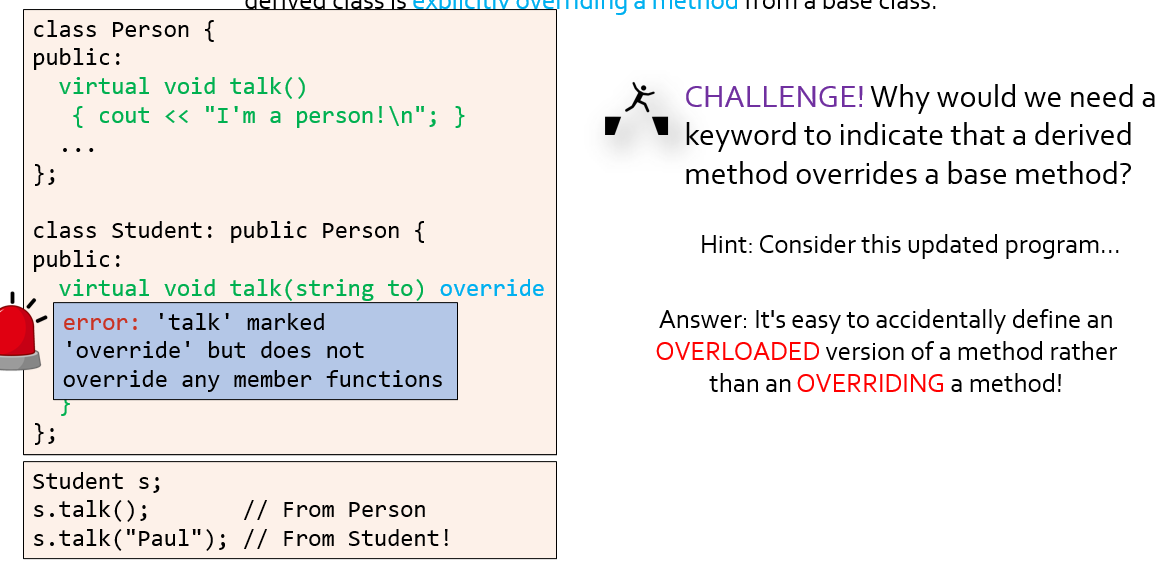 derived class is explicitly overriding a method from a base class.
class Person {
public:
  virtual void talk()
   { cout << "I'm a person!\n"; }
  ...
};
class Student: public Person {
public:
  virtual void talk(string to) override
error: 'talk' marked
'override' but does not
override any member functions
  }
};
Student s;
s.talk();       // From Person
s.talk("Paul"); // From Student!
CHALLENGE! Why would we need a
keyword to indicate that a derived
method overrides a base method?
Hint: Consider this updated program...
Answer: It's easy to accidentally define an
OVERLOADED version of a method rather
than an OVERRIDING a method!